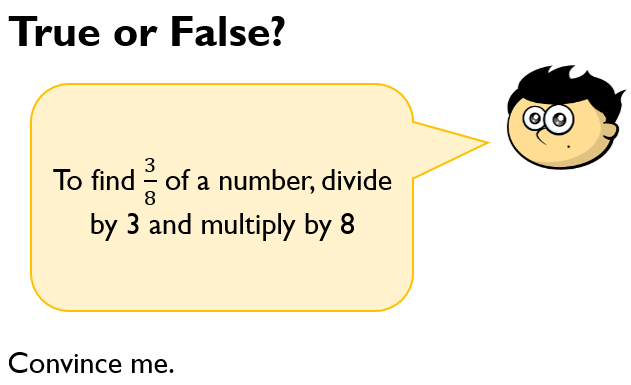 True or False?
To find 3/8 of a number, divide
by 3 and multiply by 8
Convince me.